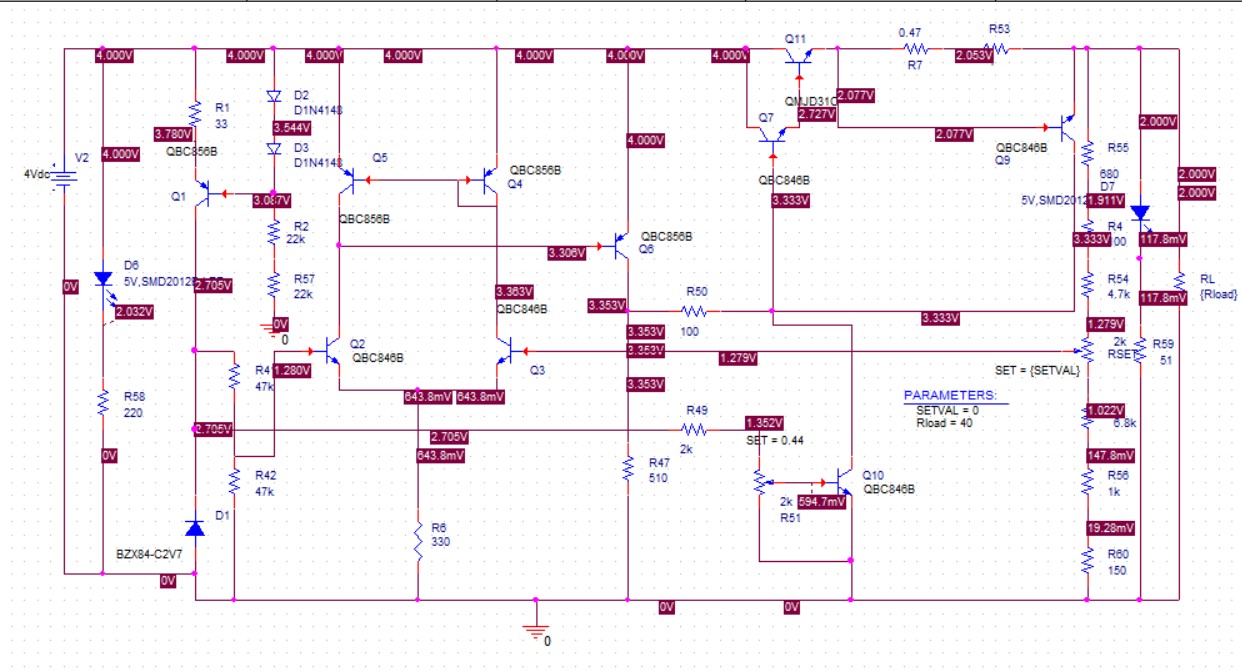 R53
Q11
0.47
4.000V
4.000V
4.000V
4.000V
4.000V
4.000V
4.000V
2.053V
R7
D2
D1N4148
2.077V
R1
33
QMJD31C
2.727V
Q7
3.780V
3.544V
2.000V
2.077V
4.000V
QBC856B
D3
D1N4148
4.000V
QBC846B
Q9
R55
V2
Q5
QBC856B
Q4
680
2.000V
4Vdc
QBC846B
D7
2.000V
Q1
3.087V
3.333V
5V,SMD2012
1.911V
QBC856B
R2
22k
QBC856B
Q6
R4
3.333V
00
117.8mV
3.306V
D6
5V,SMD2012
R57
22k
R54
4.7k
RL
{Rload}
0V
2.705V
3.363V
R50
117.8mV
2.032V
3.353V
QBC846B
0V
0
3.353V
100
3.333V
1.279V
Q2
QBC846B
3.353V
1.279V
2k
RSET
R59
51
1.280V
Q3
SET = {SETVAL}
R4
47k
3.353V
R58
220
643.8mV
643.8mV
PARAMETERS:
SETVAL = 0
Rload = 40
R49
1.352V
1.022V
6.8k
2.705V
2.705V
SET = 0.44
0V
643.8mV
2k
147.8mV
R42
47k
R47
510
Q10
QBC846B
R56
1k
2k
594.7mV
R51
D1
R6
330
19.28mV
BZX84-C2V7
R60
150
0V
0V
0V
0